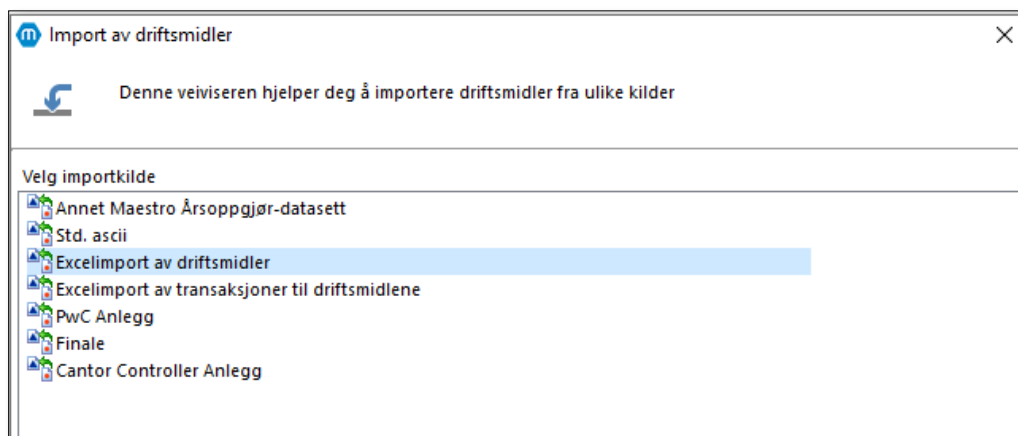 Import av driftsmidler
Denne veiviseren hjelper deg å importere driftsmidler fra ulike kilder
Velg importkilde
Annet Maestro Årsoppgjør-datasett
Std. ascii
Excelimport av driftsmidler
Excelimport av transaksjoner til driftsmidlene
PwC Anlegg
Finale
Cantor Controller Anlegg